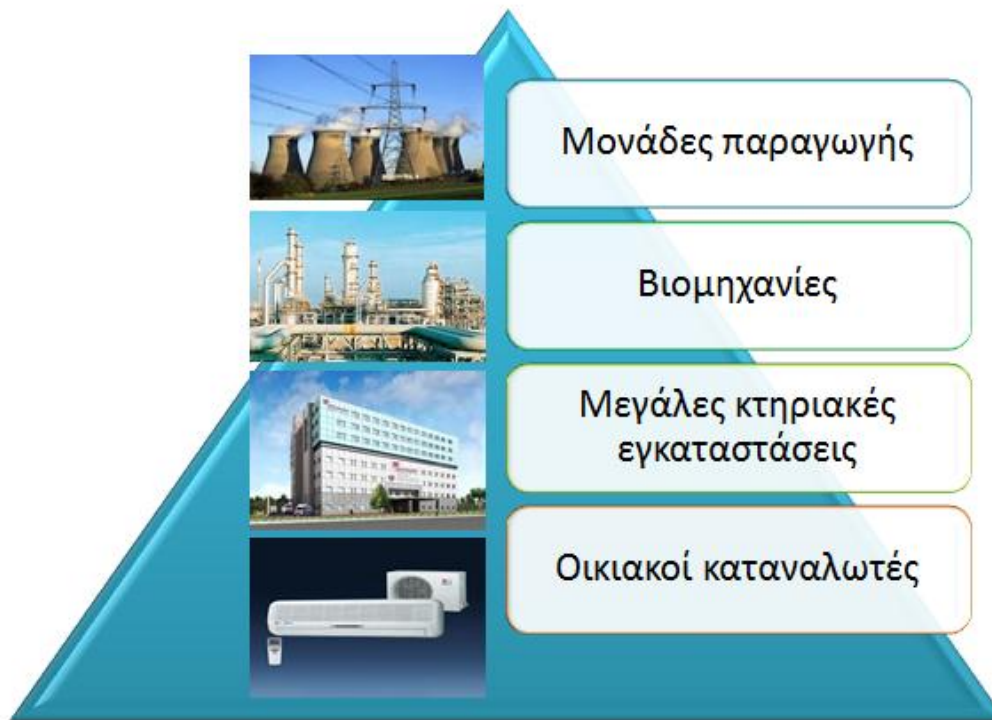 Μονάδες παραγωγής
Βιομηχανίες
Μεγάλες κτηριακές
εγκαταστάσεις
Οικιακοί καταναλωτές